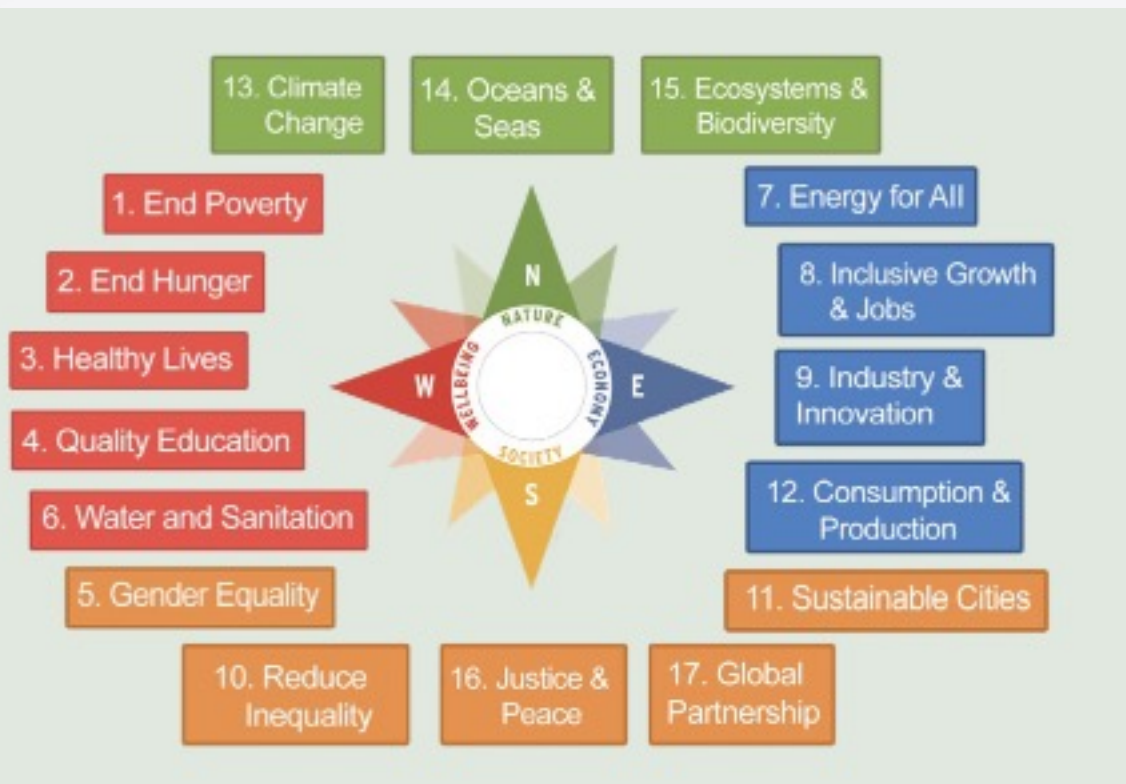 13. Climate
Change
14. Oceans &
Seas
15. Ecosystems &
Biodiversity
1. End Poverty
7. Energy for All
2. End Hunger
8. Inclusive Growth
& Jobs
3. Healthy Lives
9. Industry &
Innovation
4. Quality Education
12. Consumption &
Production
6. Water and Sanitation
5. Gender Equality
11. Sustainable Cities
10. Reduce
Inequality
16. Justice &
Peace
17. Global
Partnership
N
NATURE
W
WELLBEING
ECONOMY
E
SOCIETY
S